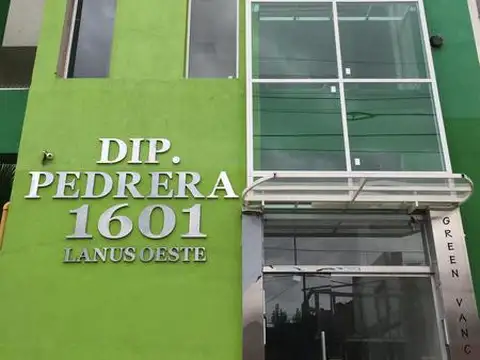 DIP.
PEDRERA
1601
LANUS OESTE
GREEN VANC